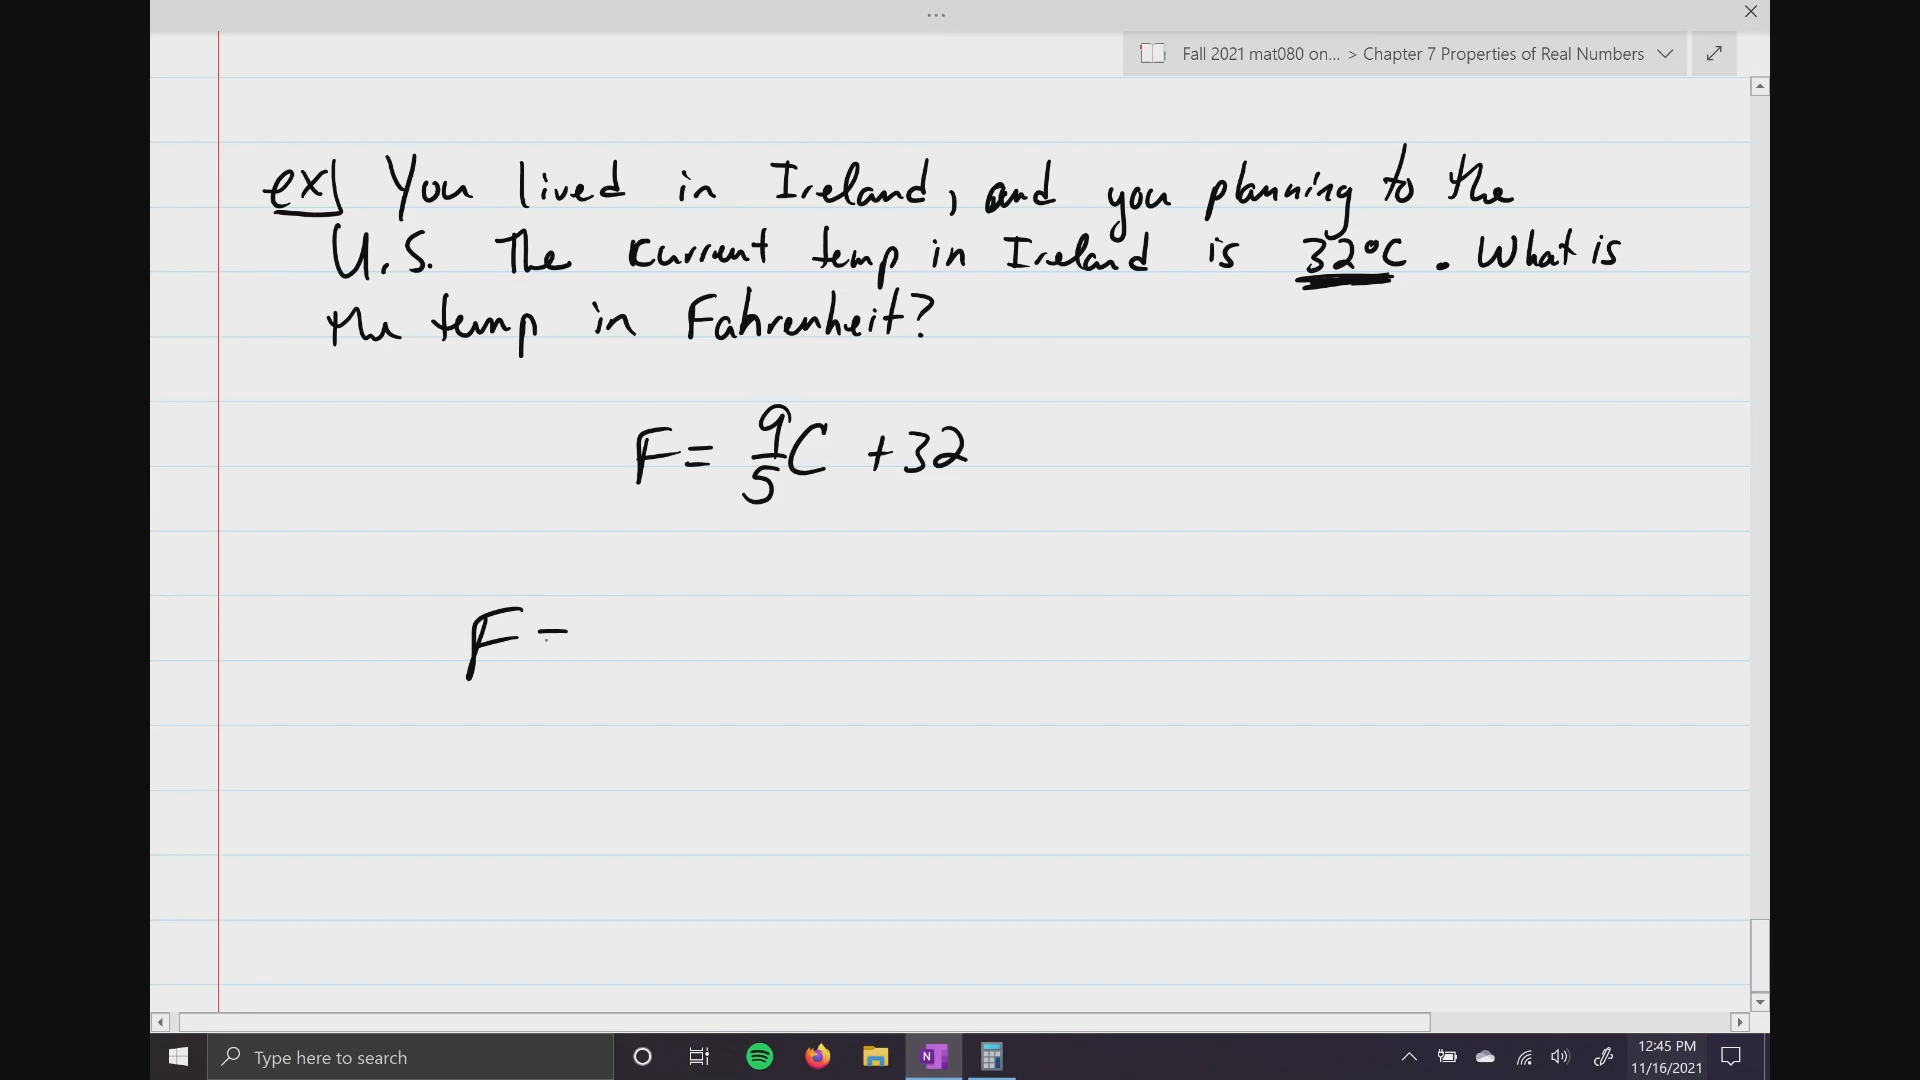 ...
Fall 2021 mat080 on... > Chapter 7 Properties of Real Numbers
ex) You lived in Ireland, and you planning to the
U.S. The current temp in Ireland is 32°C. What is
the temp in Fahrenheit?
F= 9/5 C +32
F-
Type here to search
N
12:45 PM
11/16/2021